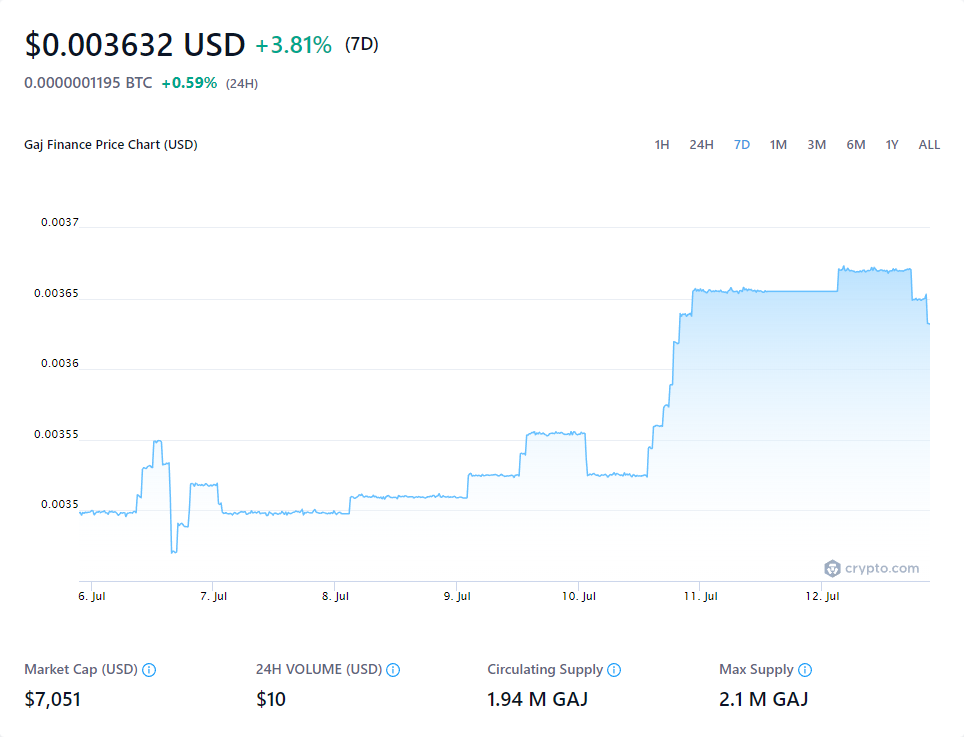 $0.003632 USD +3.81% (7D)
0.0000001195 BTC +0.59% (24H)
Gaj Finance Price Chart (USD) 1H 24H 7D 1M 3M 6M 1Y ALL
0.0037
0.00365
0.0036
0.00355
0.0035
crypto.com
6. Jul 7. Jul 8. Jul 9. Jul 10. Jul 11. Jul 12. Jul
Market Cap (USD) 24H VOLUME (USD) Circulating Supply Max Supply
$7,051 $10 1.94 M GAJ 2.1 M GAJ